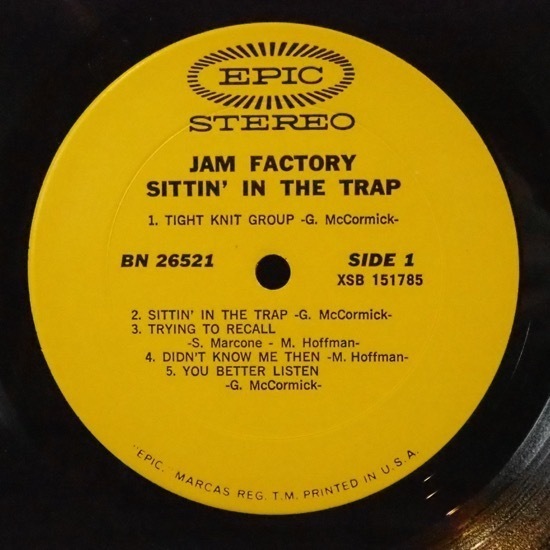 EPIC
STEREO
JAM FACTORY
SITTIN' IN THE TRAP
1. TIGHT KNIT GROUP -G. McCormick-
BN 26521
SIDE 1
XSB 151785
2. SITTIN' IN THE TRAP -G. McCormick-
3. TRYING TO RECALL
-S. Marcone - M. Hoffman-
4. DIDN'T KNOW ME THEN -M. Hoffman-
5. YOU BETTER LISTEN
-G. McCormick-
"EPIC. MARCAS REG. T.M. PRINTED IN U.S.A.